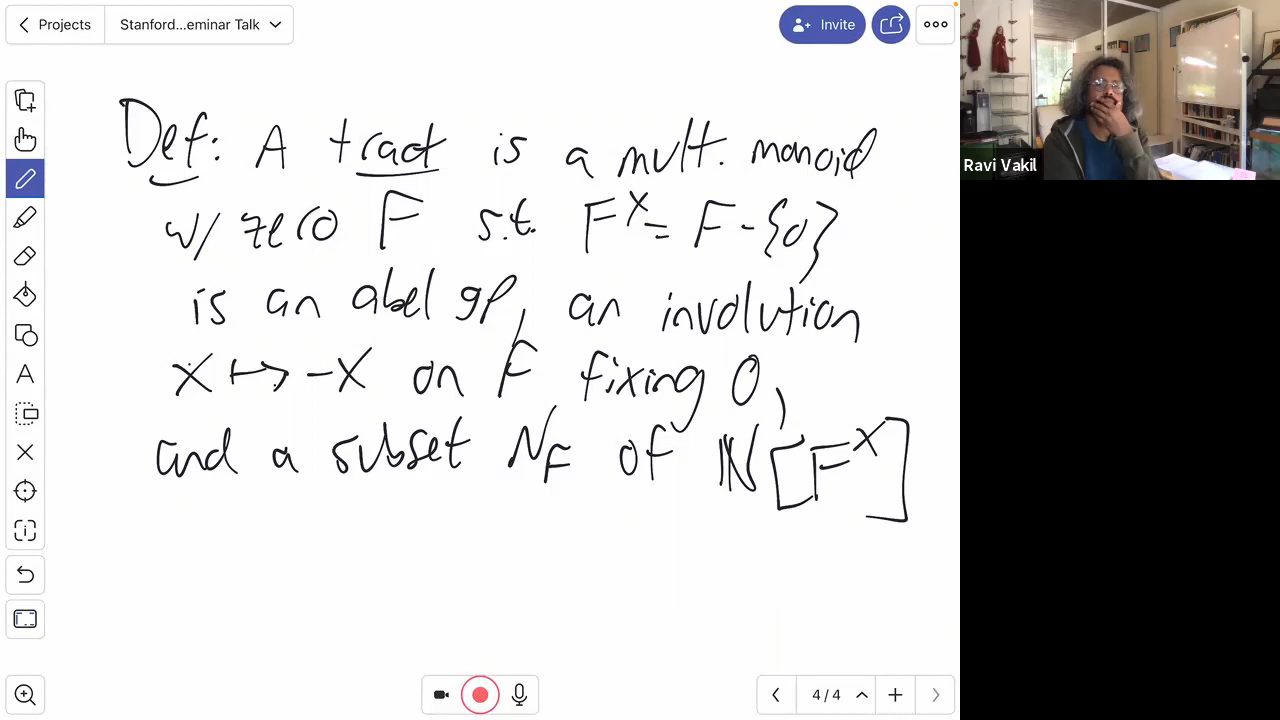 Projects
Stanford...eminar Talk
Invite
Def: A tract is a mult. monoid
w/ zero F s.t. F^× = F - {0}
is an abel gp, an involution
x ↦ -x on F fixing 0,
and a subset N_F of ℕ[F^×]
A
4/4
Ravi Vakil